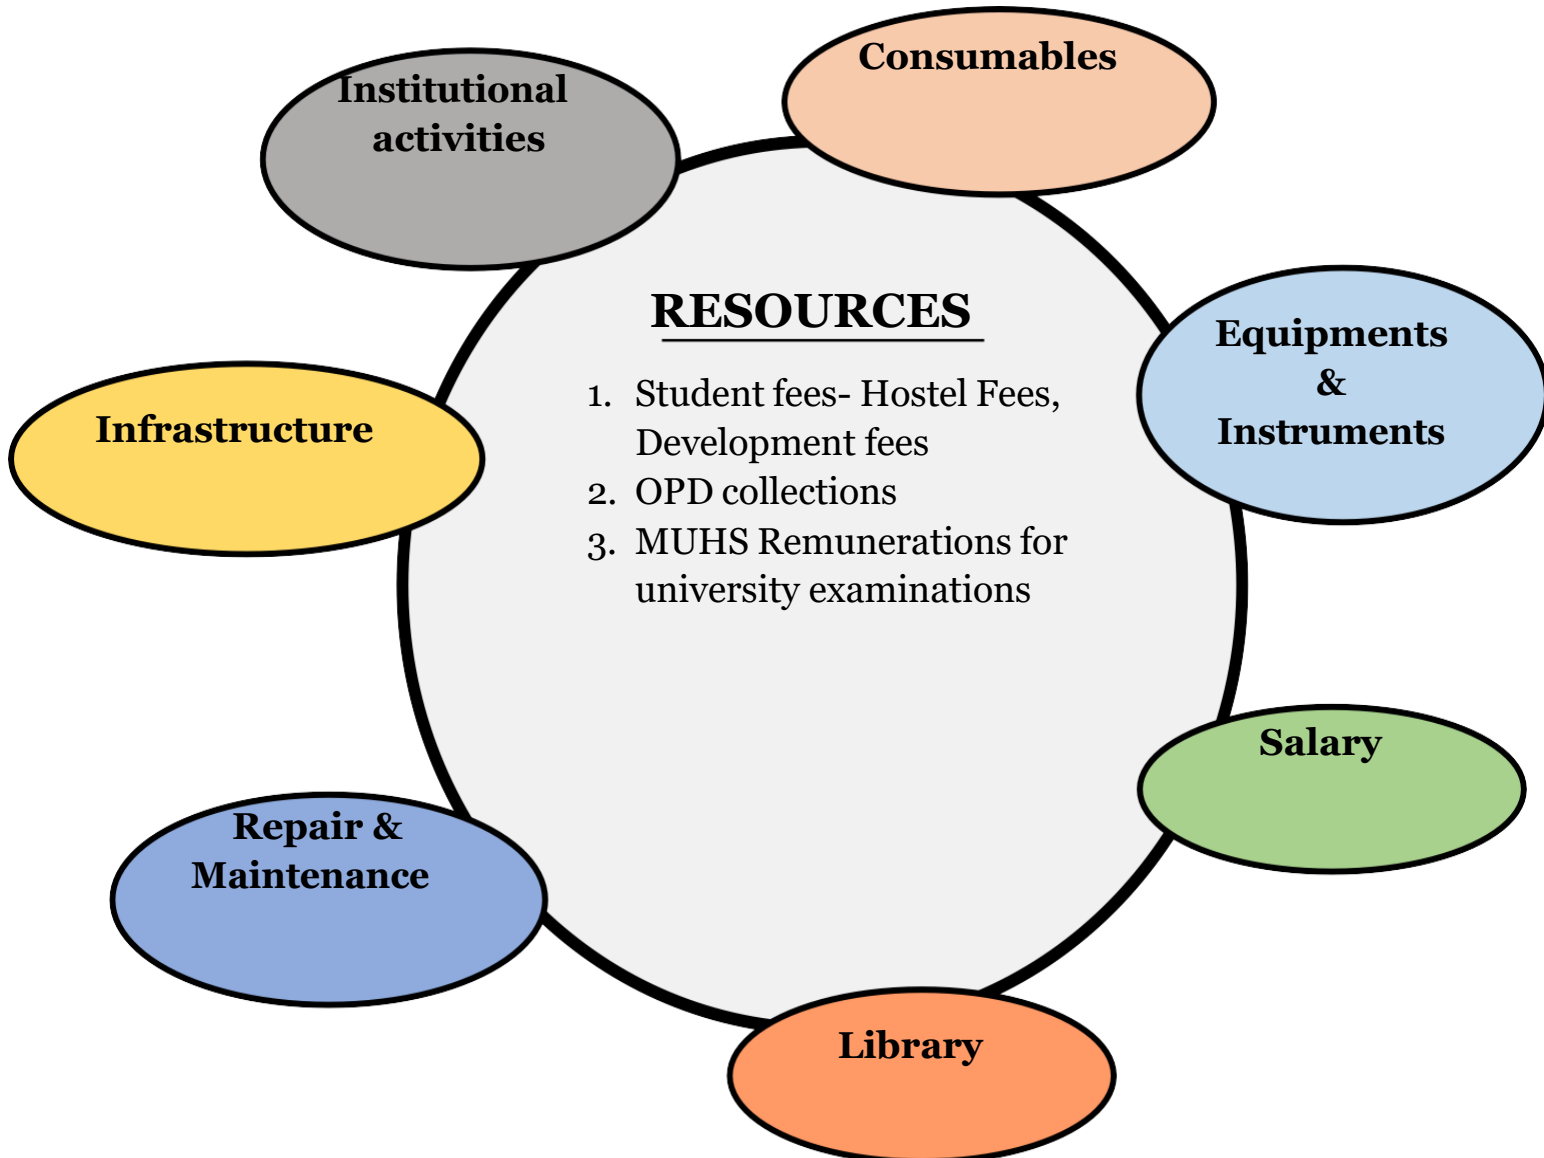 Consumables
Institutional
activities
RESOURCES
Equipments
&
Instruments
1. Student fees- Hostel Fees,
Development fees
2. OPD collections
3. MUHS Remunerations for
university examinations
Infrastructure
Salary
Repair &
Maintenance
Library